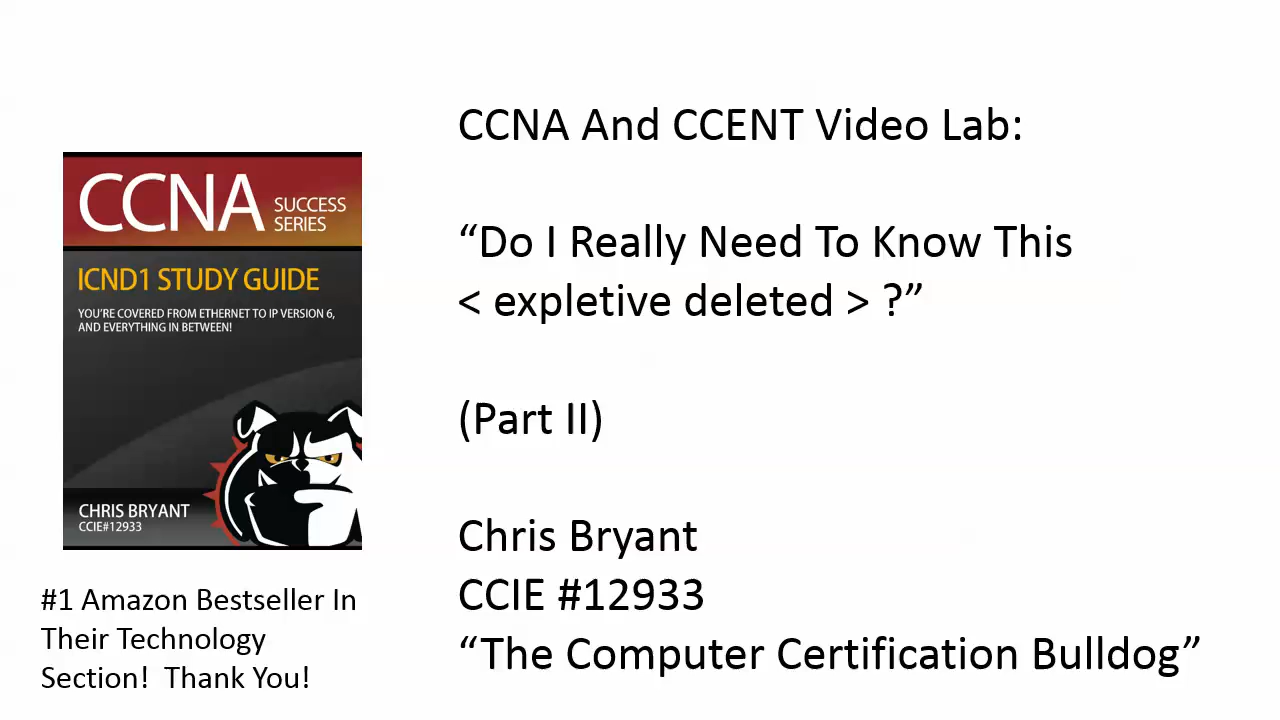 CCNA SUCCESS
SERIES
ICND1 STUDY GUIDE
YOU'RE COVERED FROM ETHERNET TO IP VERSION 6,
AND EVERYTHING IN BETWEEN!
CHRIS BRYANT
CCIE#12933
#1 Amazon Bestseller In
Their Technology
Section!  Thank You!
CCNA And CCENT Video Lab:
“Do I Really Need To Know This
< expletive deleted > ?”
(Part II)
Chris Bryant
CCIE #12933
“The Computer Certification Bulldog”